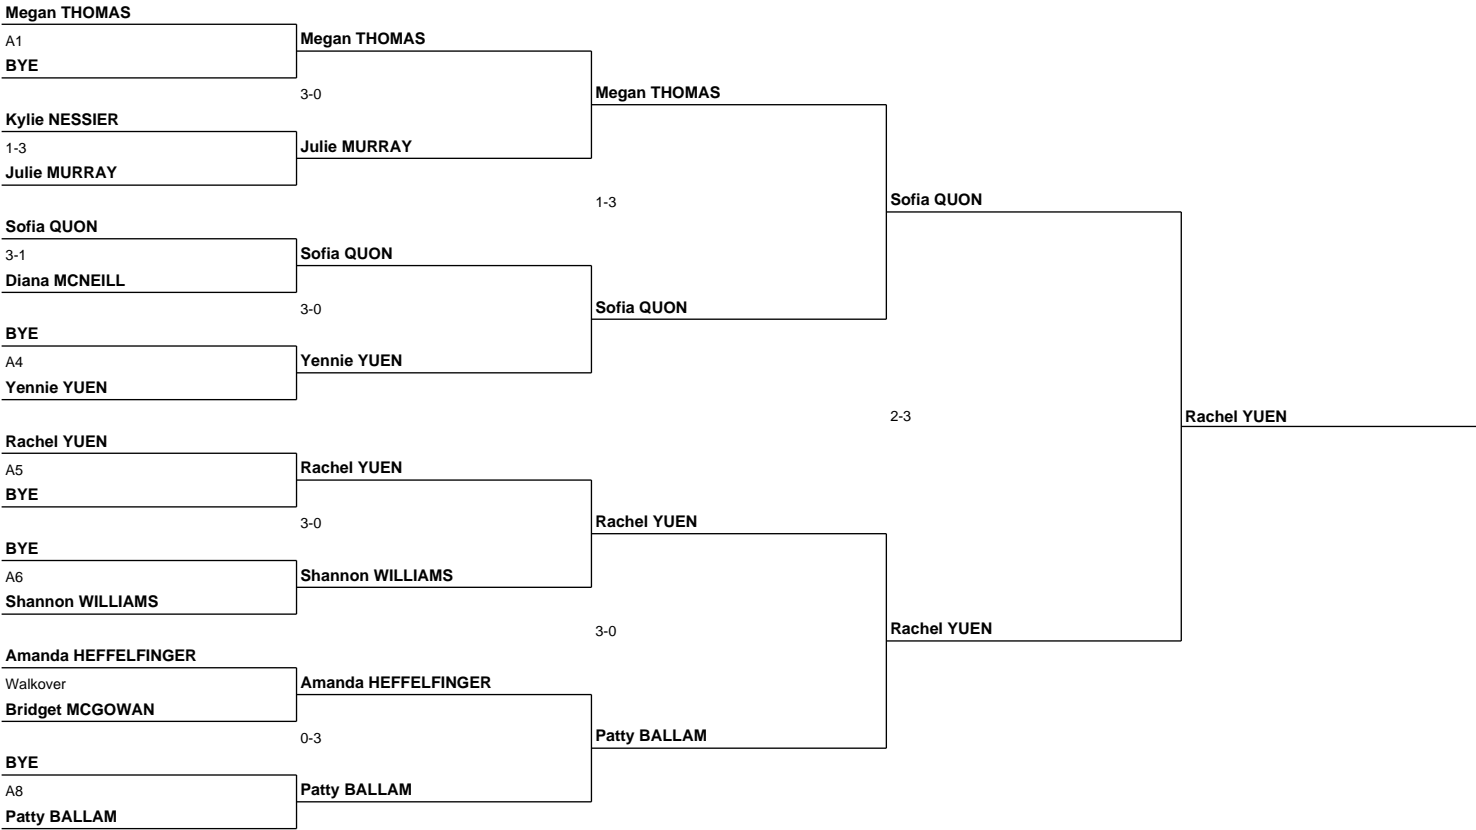 Megan THOMAS
A1
BYE
Kylie NESSIER
1-3
Julie MURRAY
Sofia QUON
3-1
Diana MCNEILL
BYE
A4
Yennie YUEN
Rachel YUEN
A5
BYE
BYE
A6
Shannon WILLIAMS
Amanda HEFFELFINGER
Walkover
Bridget MCGOWAN
BYE
A8
Patty BALLAM
Megan THOMAS
3-0
Julie MURRAY
Sofia QUON
3-0
Yennie YUEN
Rachel YUEN
3-0
Shannon WILLIAMS
Amanda HEFFELFINGER
0-3
Patty BALLAM
Megan THOMAS
1-3
Sofia QUON
Rachel YUEN
3-0
Patty BALLAM
Sofia QUON
2-3
Rachel YUEN
Rachel YUEN